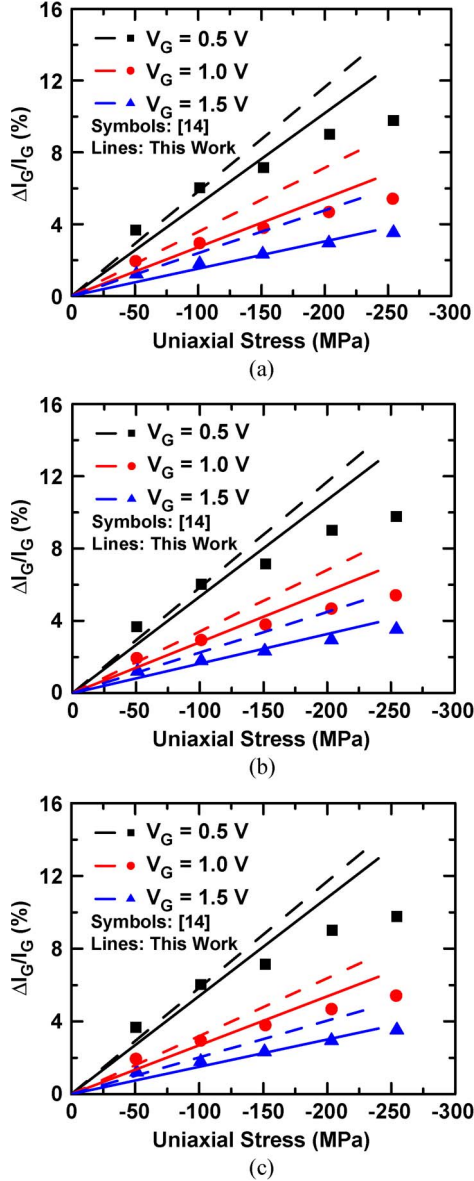 16
12
8
4
0
ΔI_G/I_G (%)
V_G = 0.5 V
V_G = 1.0 V
V_G = 1.5 V
Symbols: [14]
Lines: This Work
0 -50 -100 -150 -200 -250 -300
Uniaxial Stress (MPa)
(a)
16
12
8
4
0
ΔI_G/I_G (%)
V_G = 0.5 V
V_G = 1.0 V
V_G = 1.5 V
Symbols: [14]
Lines: This Work
0 -50 -100 -150 -200 -250 -300
Uniaxial Stress (MPa)
(b)
16
12
8
4
0
ΔI_G/I_G (%)
V_G = 0.5 V
V_G = 1.0 V
V_G = 1.5 V
Symbols: [14]
Lines: This Work
0 -50 -100 -150 -200 -250 -300
Uniaxial Stress (MPa)
(c)